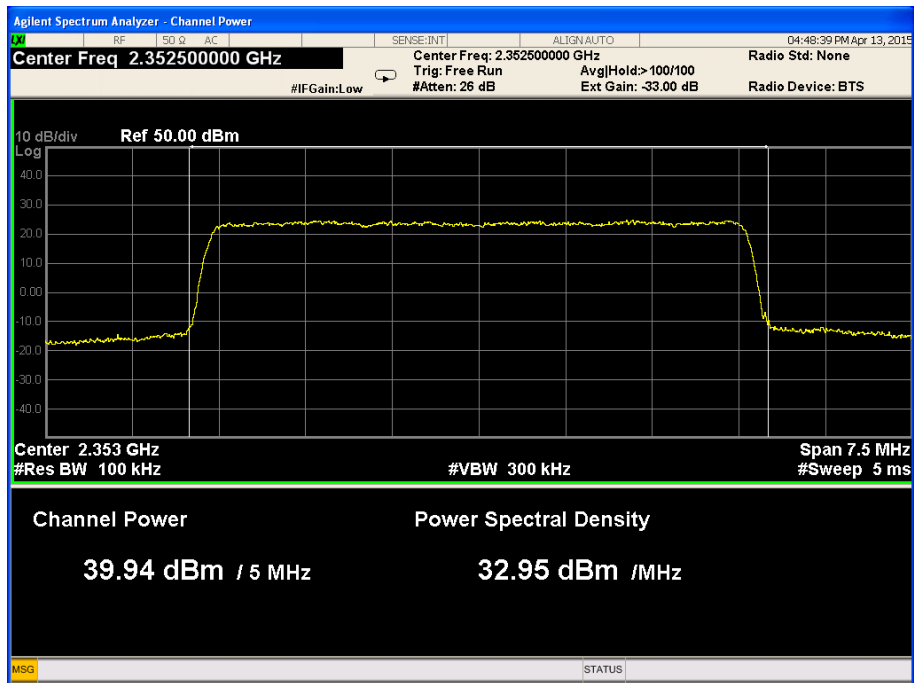 Agilent Spectrum Analyzer - Channel Power
LXI RF 50 Ω AC SENSE:INT ALIGN AUTO 04:48:39 PM Apr 13, 2015
Center Freq 2.352500000 GHz
Center Freq: 2.352500000 GHz Radio Std: None
Trig: Free Run Avg|Hold:>100/100
#IFGain:Low #Atten: 26 dB Ext Gain: -33.00 dB Radio Device: BTS
10 dB/div Ref 50.00 dBm
Log
40.0
30.0
20.0
10.0
0.00
-10.0
-20.0
-30.0
-40.0
Center 2.353 GHz Span 7.5 MHz
#Res BW 100 kHz #VBW 300 kHz #Sweep 5 ms
Channel Power Power Spectral Density
39.94 dBm / 5 MHz 32.95 dBm /MHz
MSG STATUS